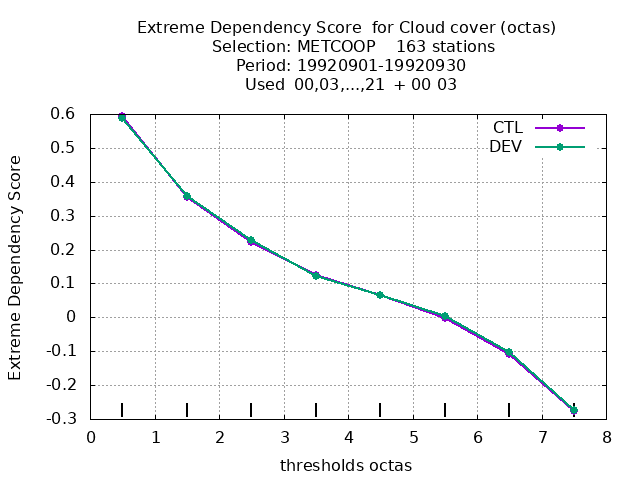 Extreme Dependency Score  for Cloud cover (octas)
Selection: METCOOP    163 stations
Period: 19920901-19920930
Used  00,03,...,21  + 00 03
CTL
DEV
Extreme Dependency Score
0.6
0.5
0.4
0.3
0.2
0.1
0
-0.1
-0.2
-0.3
0 1 2 3 4 5 6 7 8
thresholds octas